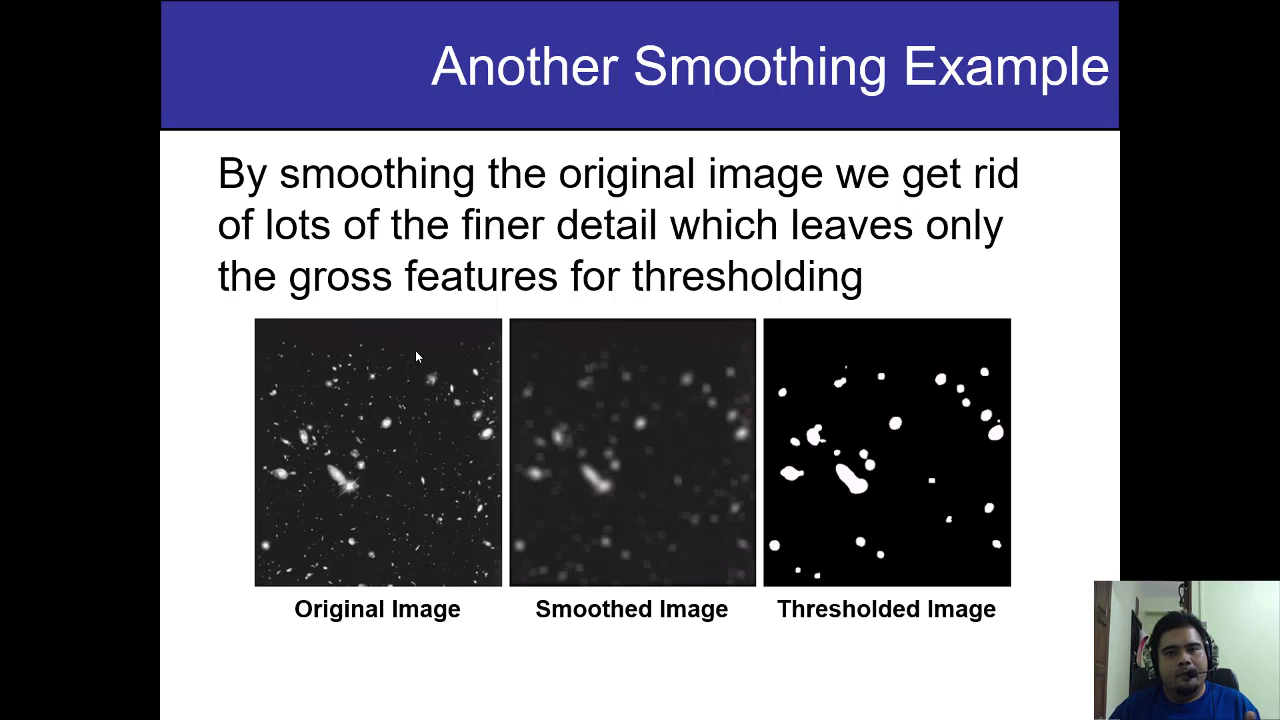 Another Smoothing Example
By smoothing the original image we get rid
of lots of the finer detail which leaves only
the gross features for thresholding
Original Image
Smoothed Image
Thresholded Image